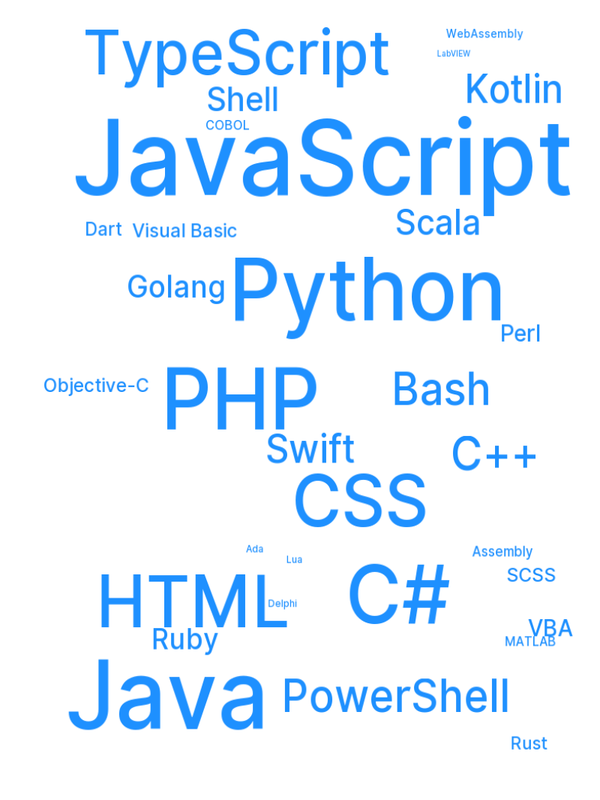 TypeScript
WebAssembly
LabVIEW
Kotlin
Shell
COBOL
JavaScript
Scala
Dart
Visual Basic
Golang
Python
Perl
PHP
Objective-C
Bash
Swift
C++
CSS
Ada
Lua
Assembly
SCSS
C#
HTML
Delphi
VBA
Ruby
MATLAB
Java
PowerShell
Rust